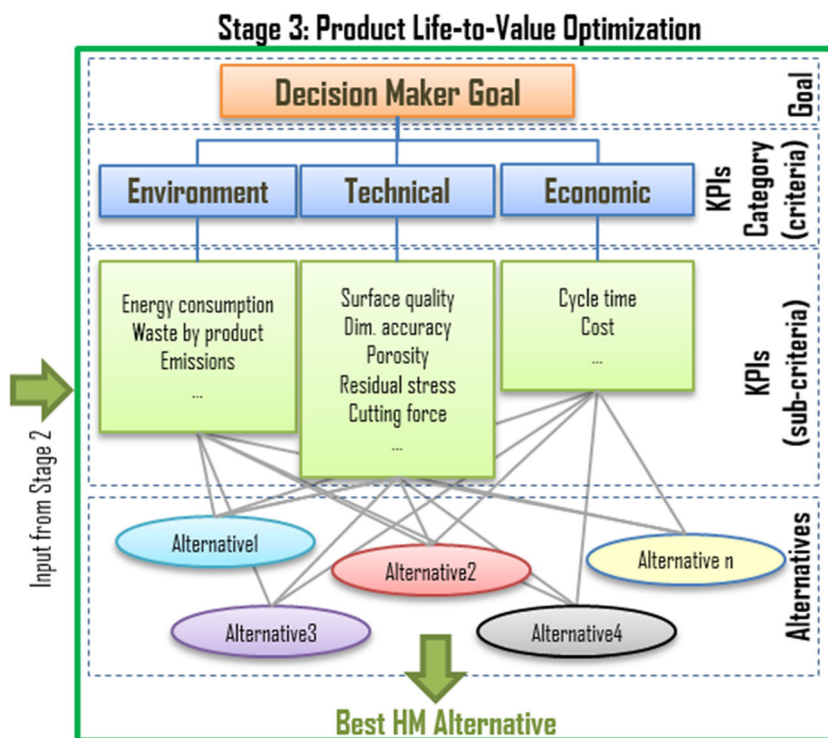 Stage 3: Product Life-to-Value Optimization
Decision Maker Goal
Goal
Environment
Technical
Economic
KPIs
Category
(criteria)
Energy consumption
Waste by product
Emissions
...
Surface quality
Dim. accuracy
Porosity
Residual stress
Cutting force
...
Cycle time
Cost
...
KPIs
(sub-criteria)
Input from Stage 2
Alternative1
Alternative2
Alternative n
Alternative3
Alternative4
Alternatives
Best HM Alternative